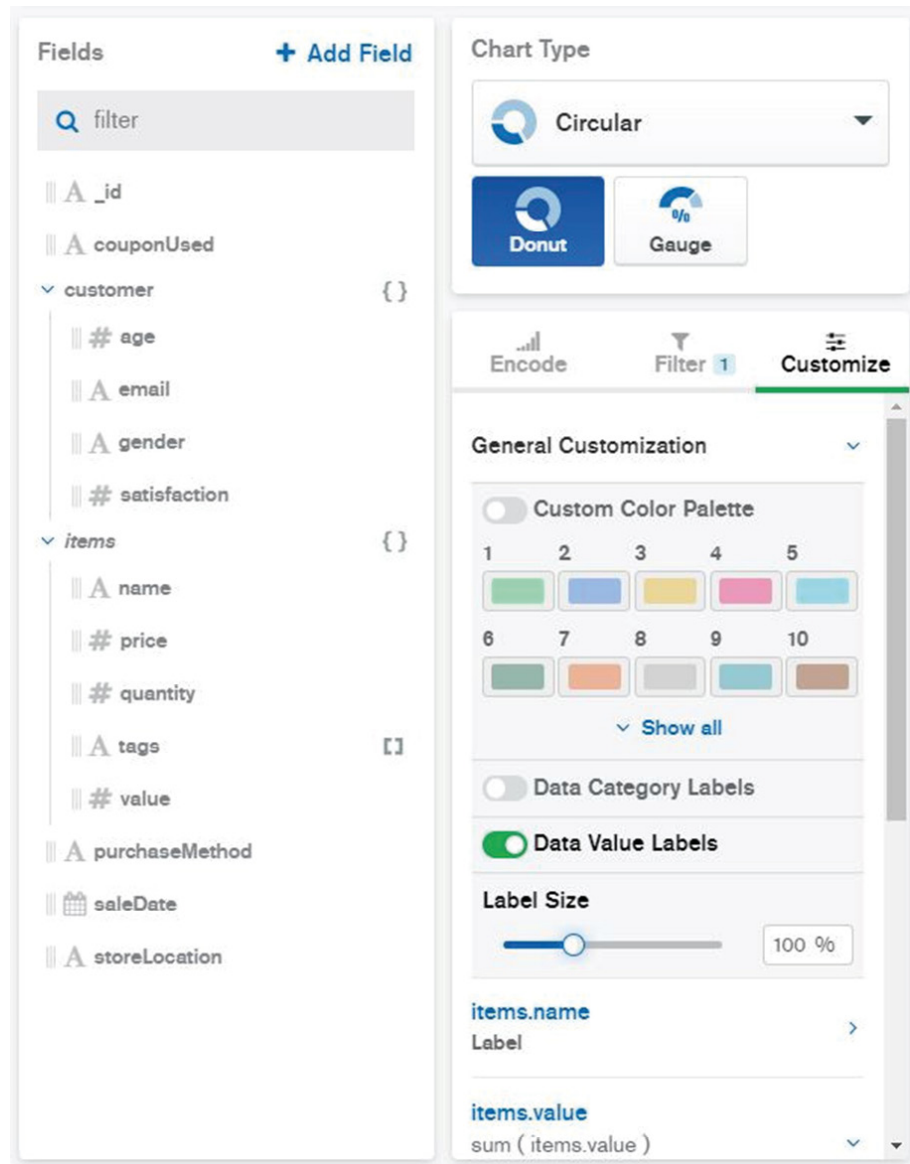 Fields
+ Add Field
filter
A _id
A couponUsed
customer { }
# age
A email
A gender
# satisfaction
items { }
A name
# price
# quantity
A tags [ ]
# value
A purchaseMethod
saleDate
A storeLocation
Chart Type
Circular
Donut
%
Gauge
Encode
Filter 1
Customize
General Customization
Custom Color Palette
1 2 3 4 5
6 7 8 9 10
Show all
Data Category Labels
Data Value Labels
Label Size
100 %
items.name
Label
items.value
sum ( items.value )